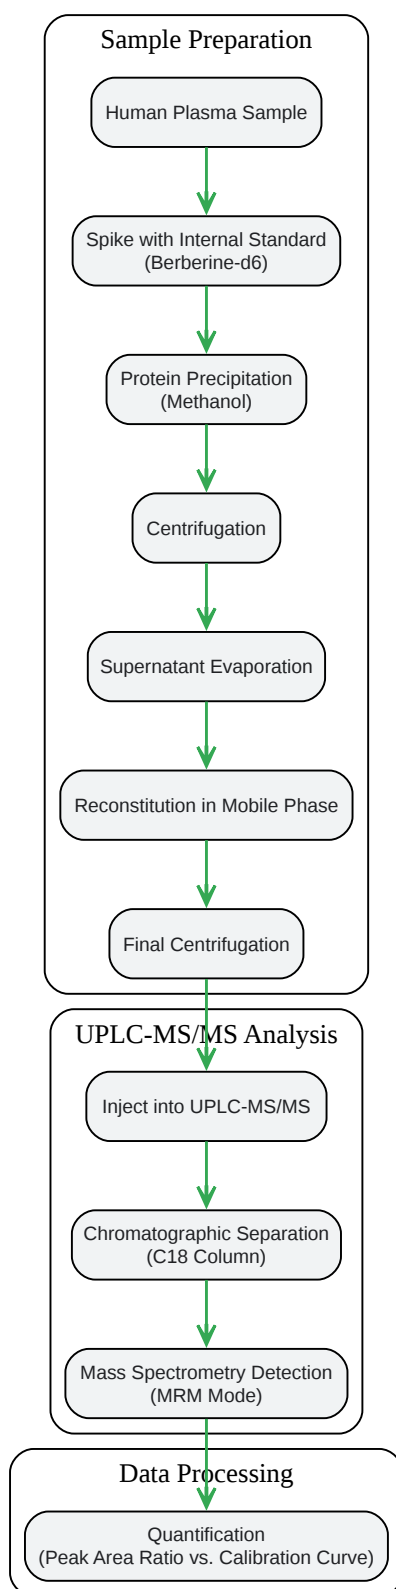 Sample Preparation
Human Plasma Sample
Spike with Internal Standard
(Berberine-d6)
Protein Precipitation
(Methanol)
Centrifugation
Supernatant Evaporation
Reconstitution in Mobile Phase
Final Centrifugation
UPLC-MS/MS Analysis
Inject into UPLC-MS/MS
Chromatographic Separation
(C18 Column)
Mass Spectrometry Detection
(MRM Mode)
Data Processing
Quantification
(Peak Area Ratio vs. Calibration Curve)